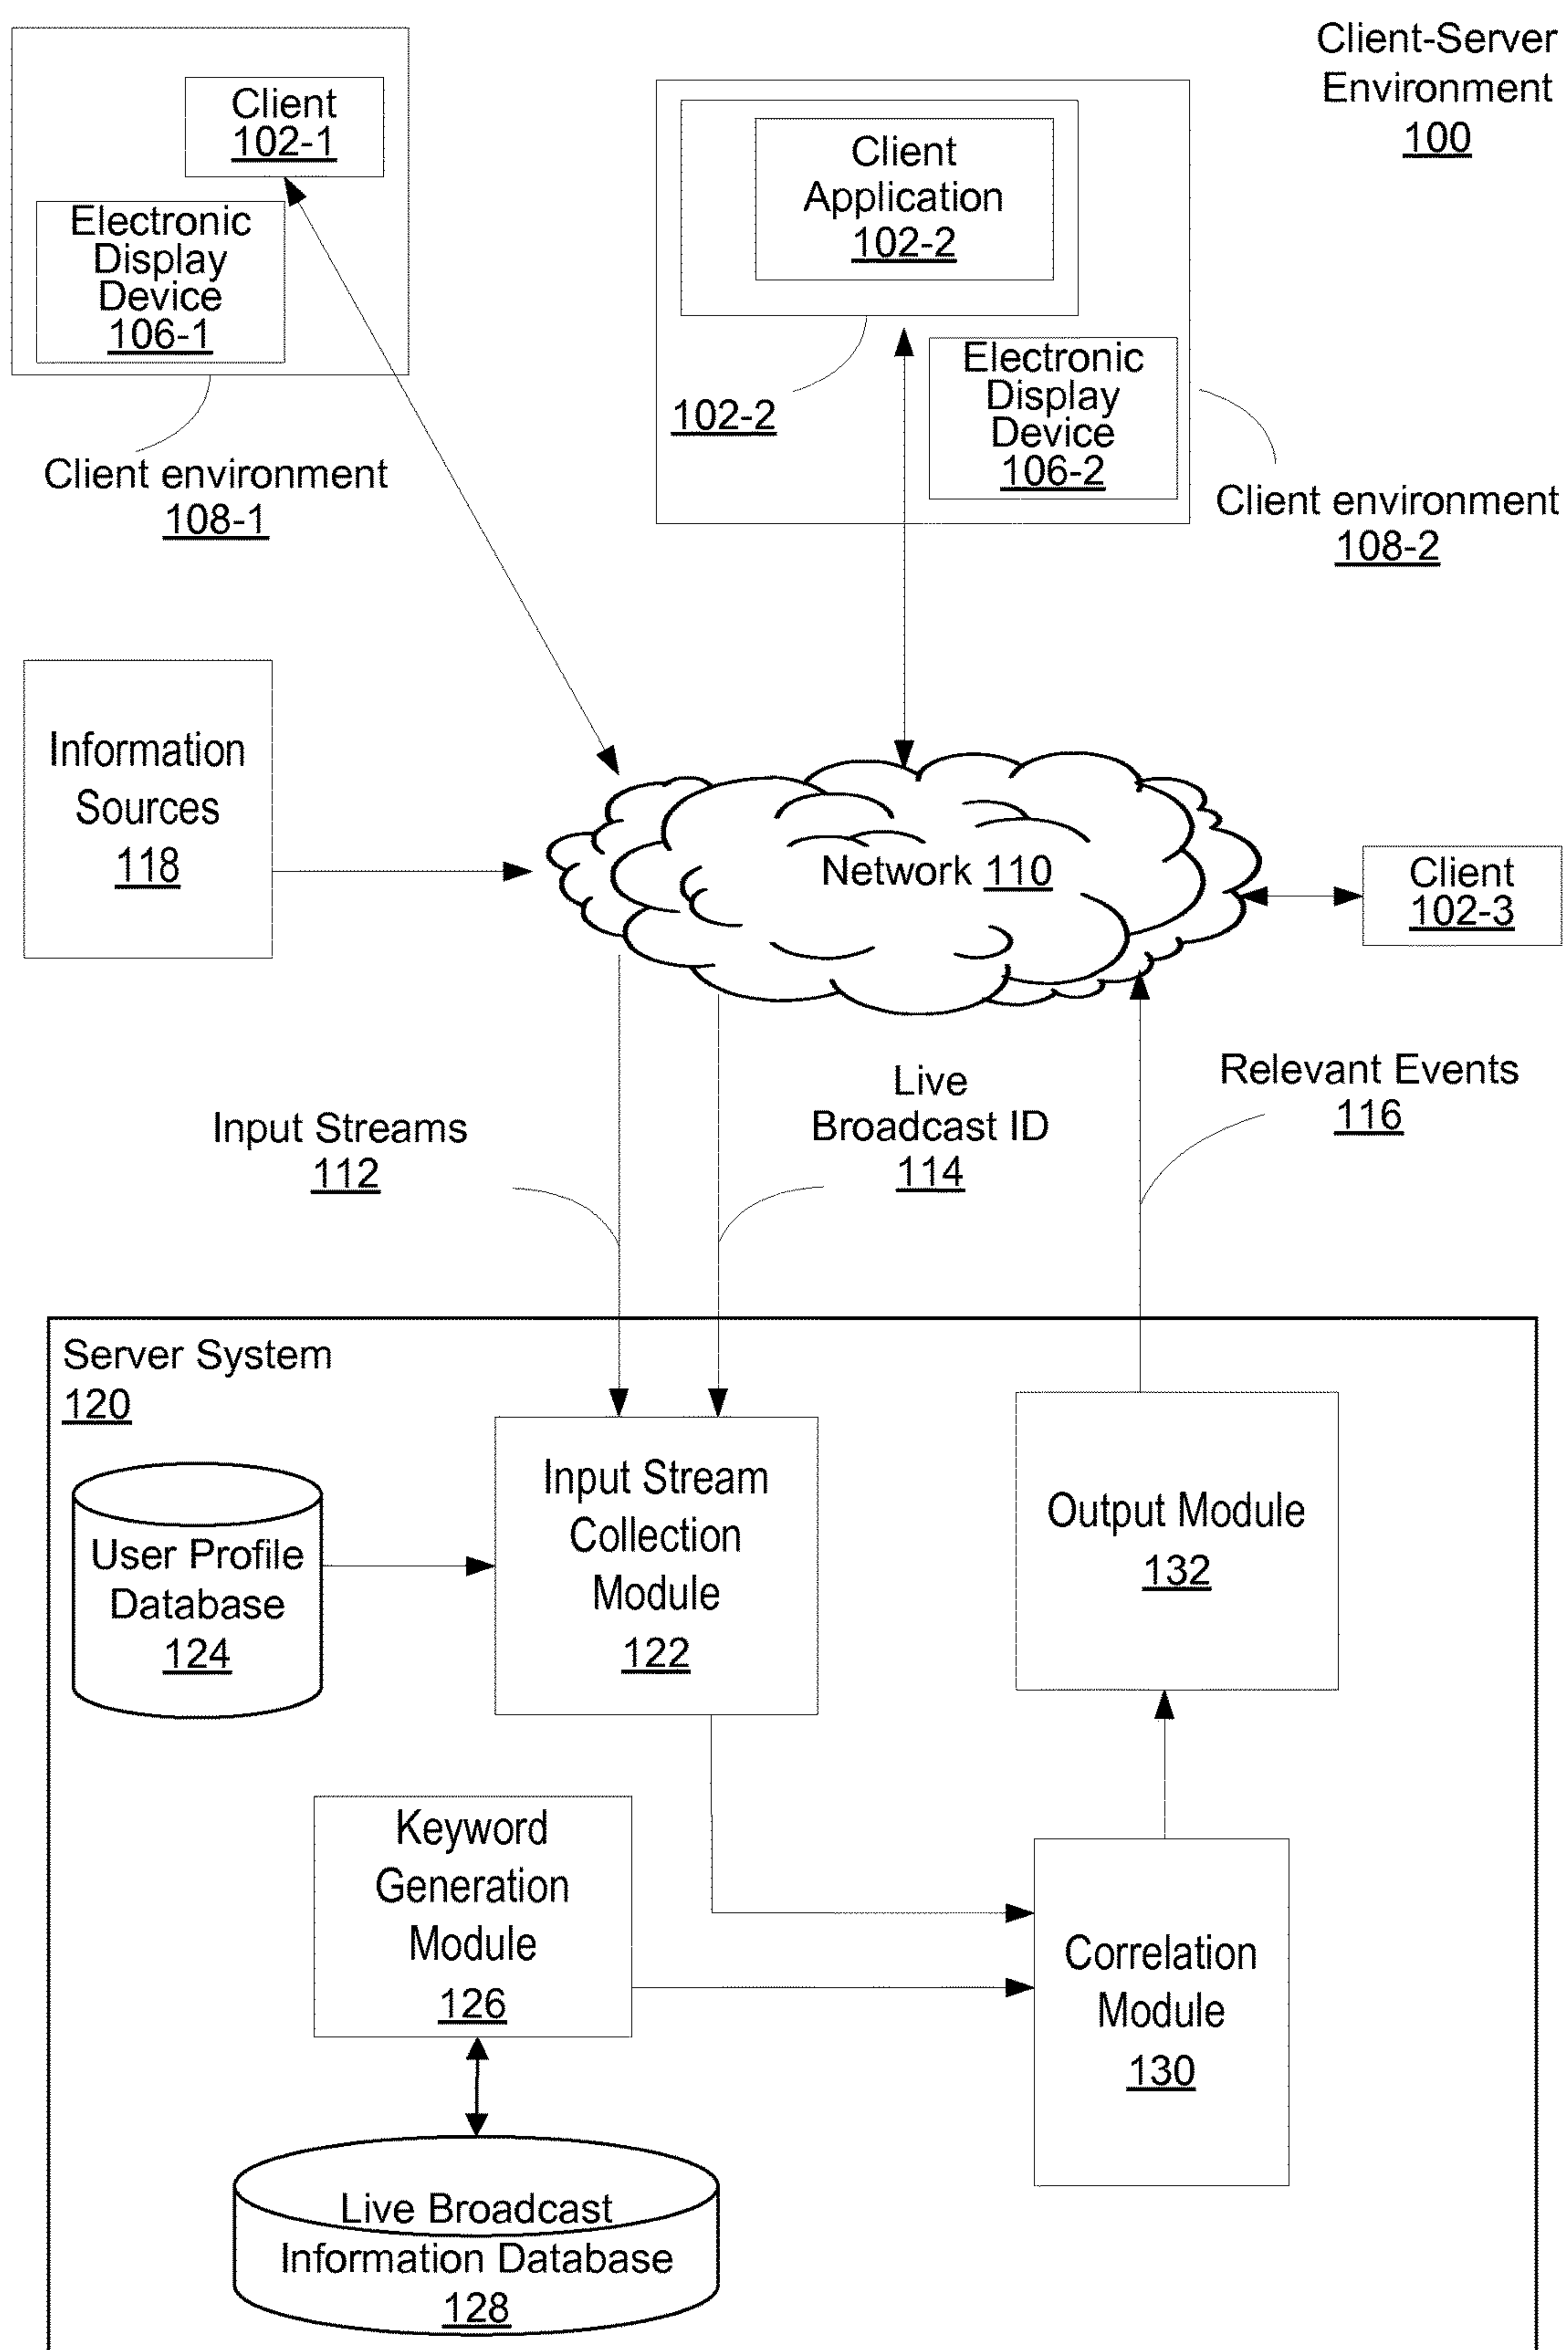 Client-Server
Environment
100
Client
102-1
Electronic
Display
Device
106-1
Client environment
108-1
Client
Application
102-2
102-2
Electronic
Display
Device
106-2
Client environment
108-2
Information
Sources
118
Network 110
Client
102-3
Input Streams
112
Live
Broadcast ID
114
Relevant Events
116
Server System
120
User Profile
Database
124
Input Stream
Collection
Module
122
Output Module
132
Keyword
Generation
Module
126
Correlation
Module
130
Live Broadcast
Information Database
128